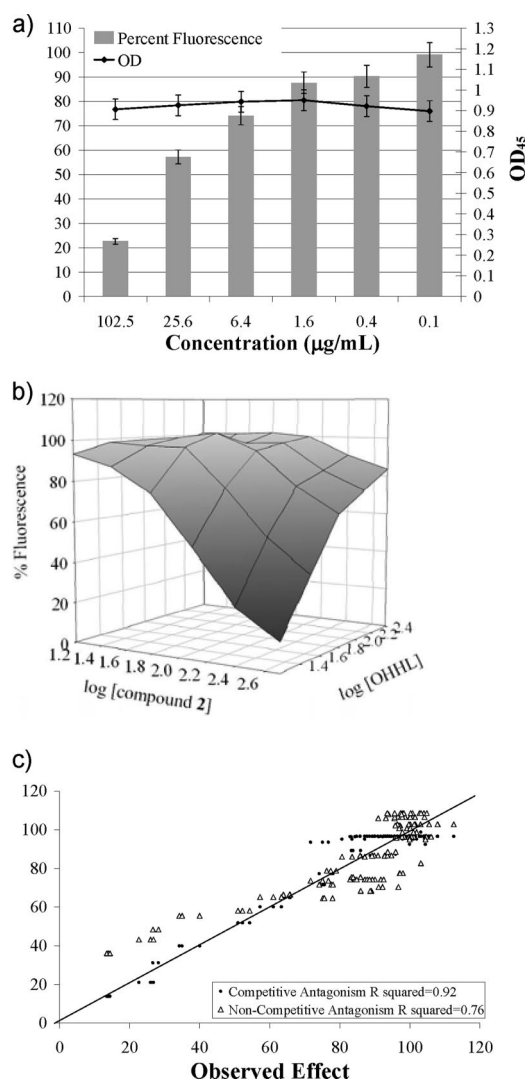 a)
Percent Fluorescence
OD
110
100
90
80
70
60
50
40
30
20
10
0
1.3
1.2
1.1
1
0.9
0.8
0.7
0.6
0.5
0.4
0.3
0.2
0.1
0
OD45
102.5 25.6 6.4 1.6 0.4 0.1
Concentration (µg/mL)
b)
% Fluorescence
120
100
80
60
40
20
0
1.2 1.4 1.6 1.8 2.0 2.2 2.4 2.6
log [compound 2]
1.4 1.6 1.8 2.0 2.2 2.4
log [OHHL]
c)
120
100
80
60
40
20
0
0 20 40 60 80 100 120
Competitive Antagonism R squared=0.92
Non-Competitive Antagonism R squared=0.76
Observed Effect